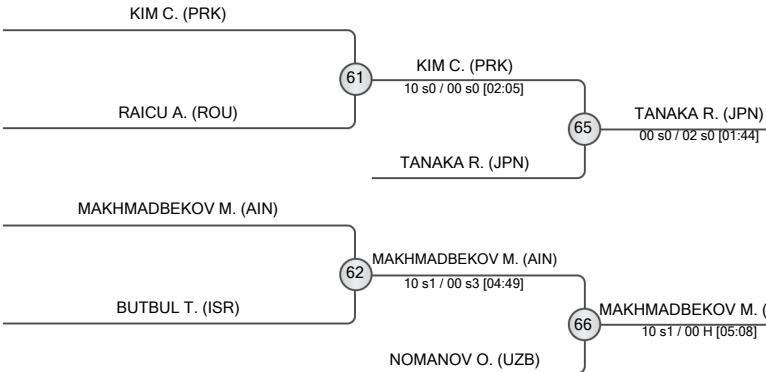 KIM C. (PRK)
61
KIM C. (PRK)
10 s0 / 00 s0 [02:05]
RAICU A. (ROU)
65
TANAKA R. (JPN)
00 s0 / 02 s0 [01:44]
TANAKA R. (JPN)
MAKHMADBEKOV M. (AIN)
62
MAKHMADBEKOV M. (AIN)
10 s1 / 00 s3 [04:49]
BUTBUL T. (ISR)
66
MAKHMADBEKOV M. (
10 s1 / 00 H [05:08]
NOMANOV O. (UZB)